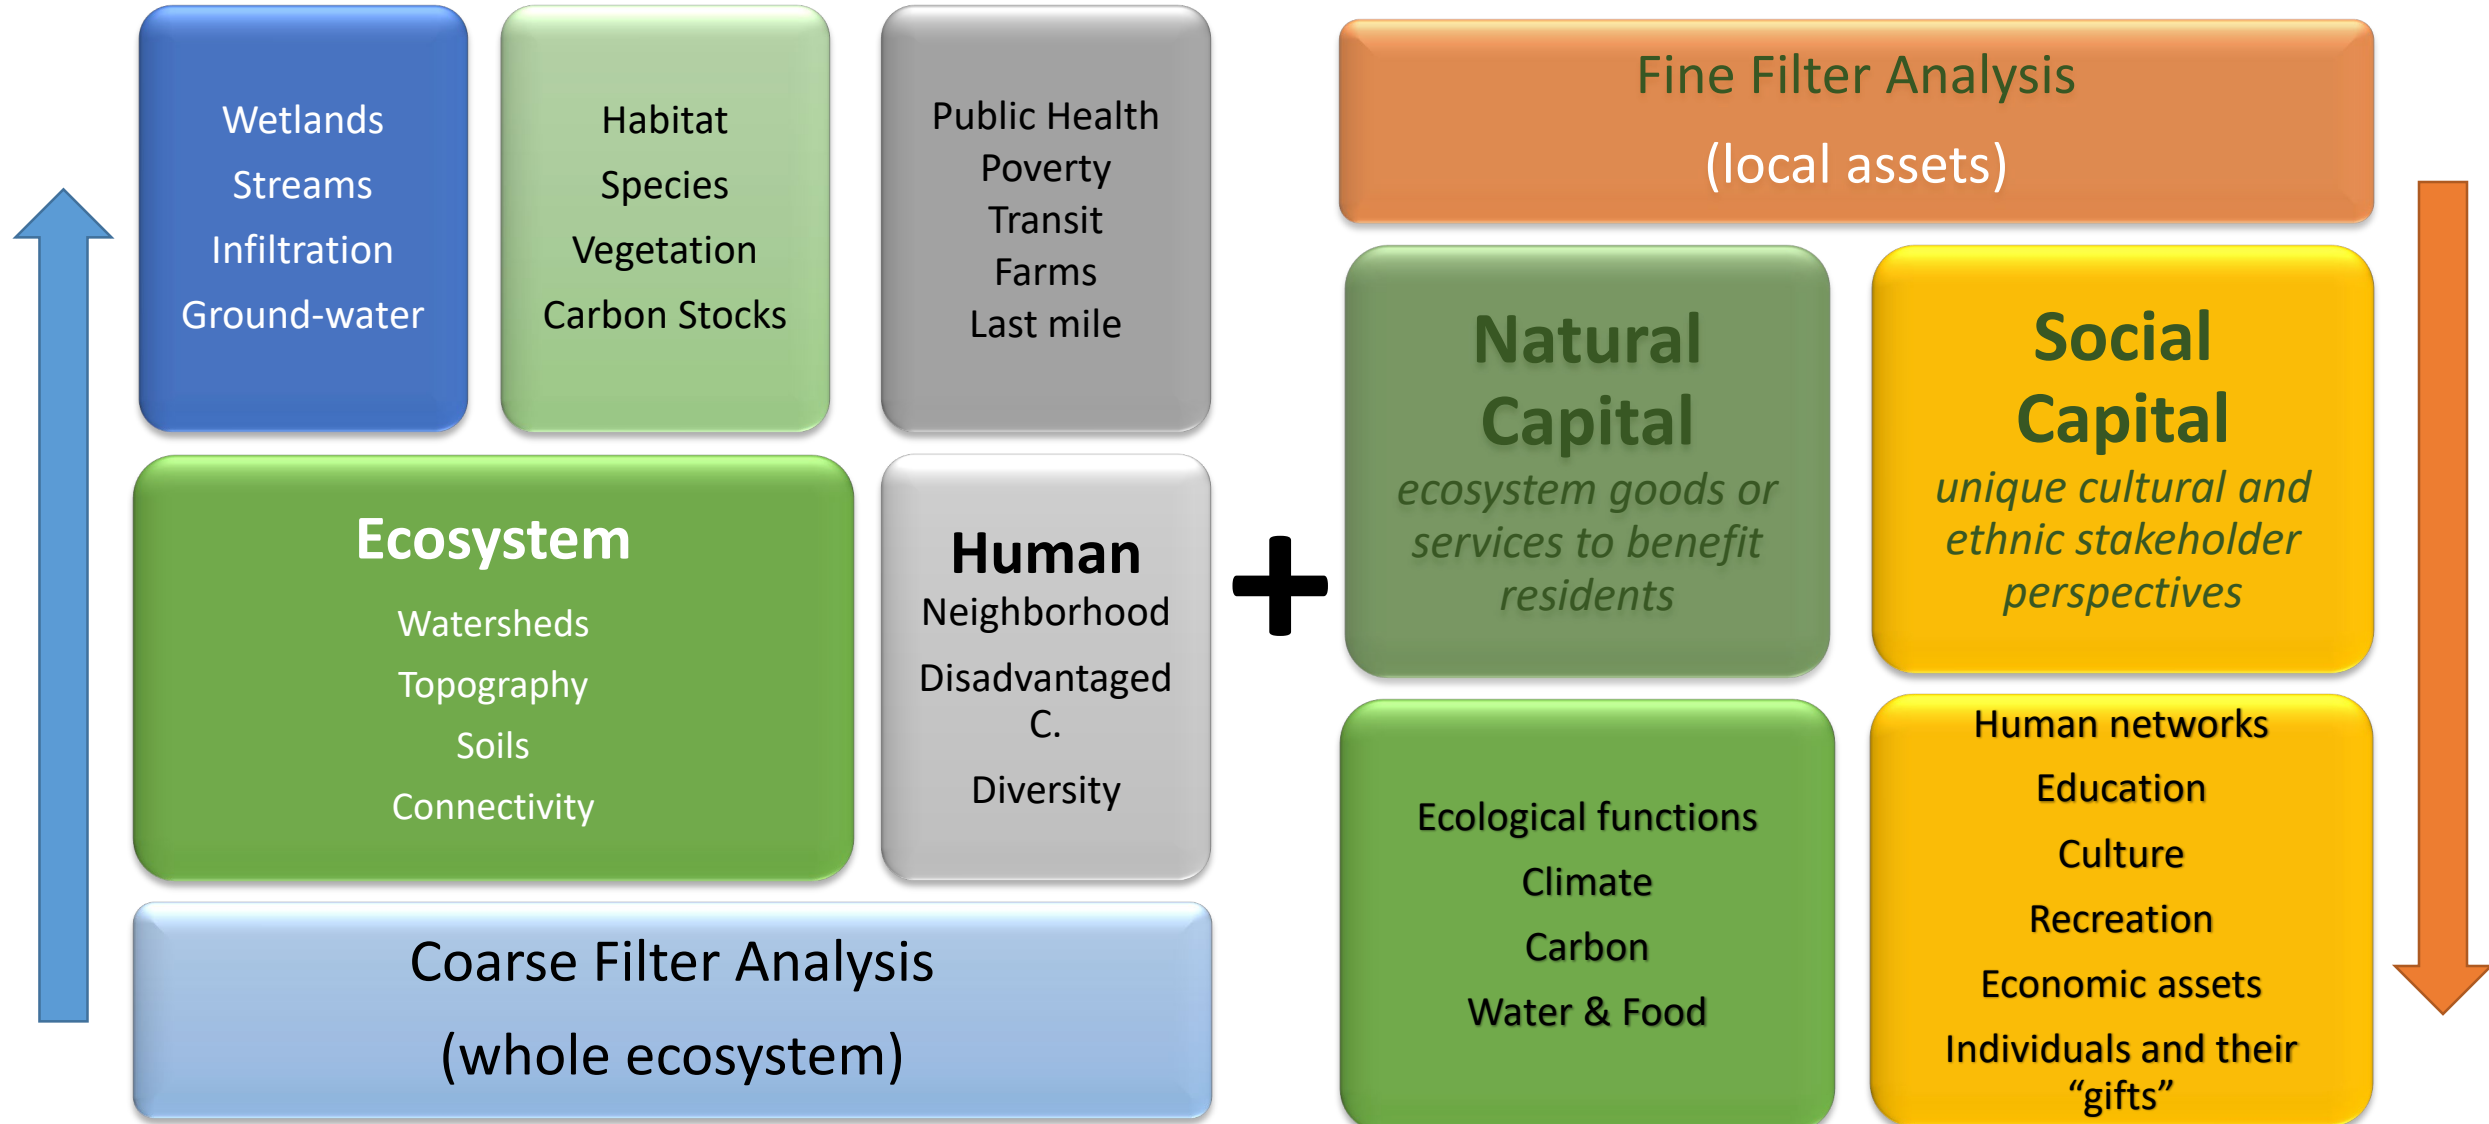 Wetlands
Streams
Infiltration
Ground-water
Habitat
Species
Vegetation
Carbon Stocks
Public Health
Poverty
Transit
Farms
Last mile
Ecosystem
Watersheds
Topography
Soils
Connectivity
Human
Neighborhood
Disadvantaged
C.
Diversity
Coarse Filter Analysis
(whole ecosystem)
+
Fine Filter Analysis
(local assets)
Natural
Capital
ecosystem goods or
services to benefit
residents
Social
Capital
unique cultural and
ethnic stakeholder
perspectives
Ecological functions
Climate
Carbon
Water & Food
Human networks
Education
Culture
Recreation
Economic assets
Individuals and their
“gifts”